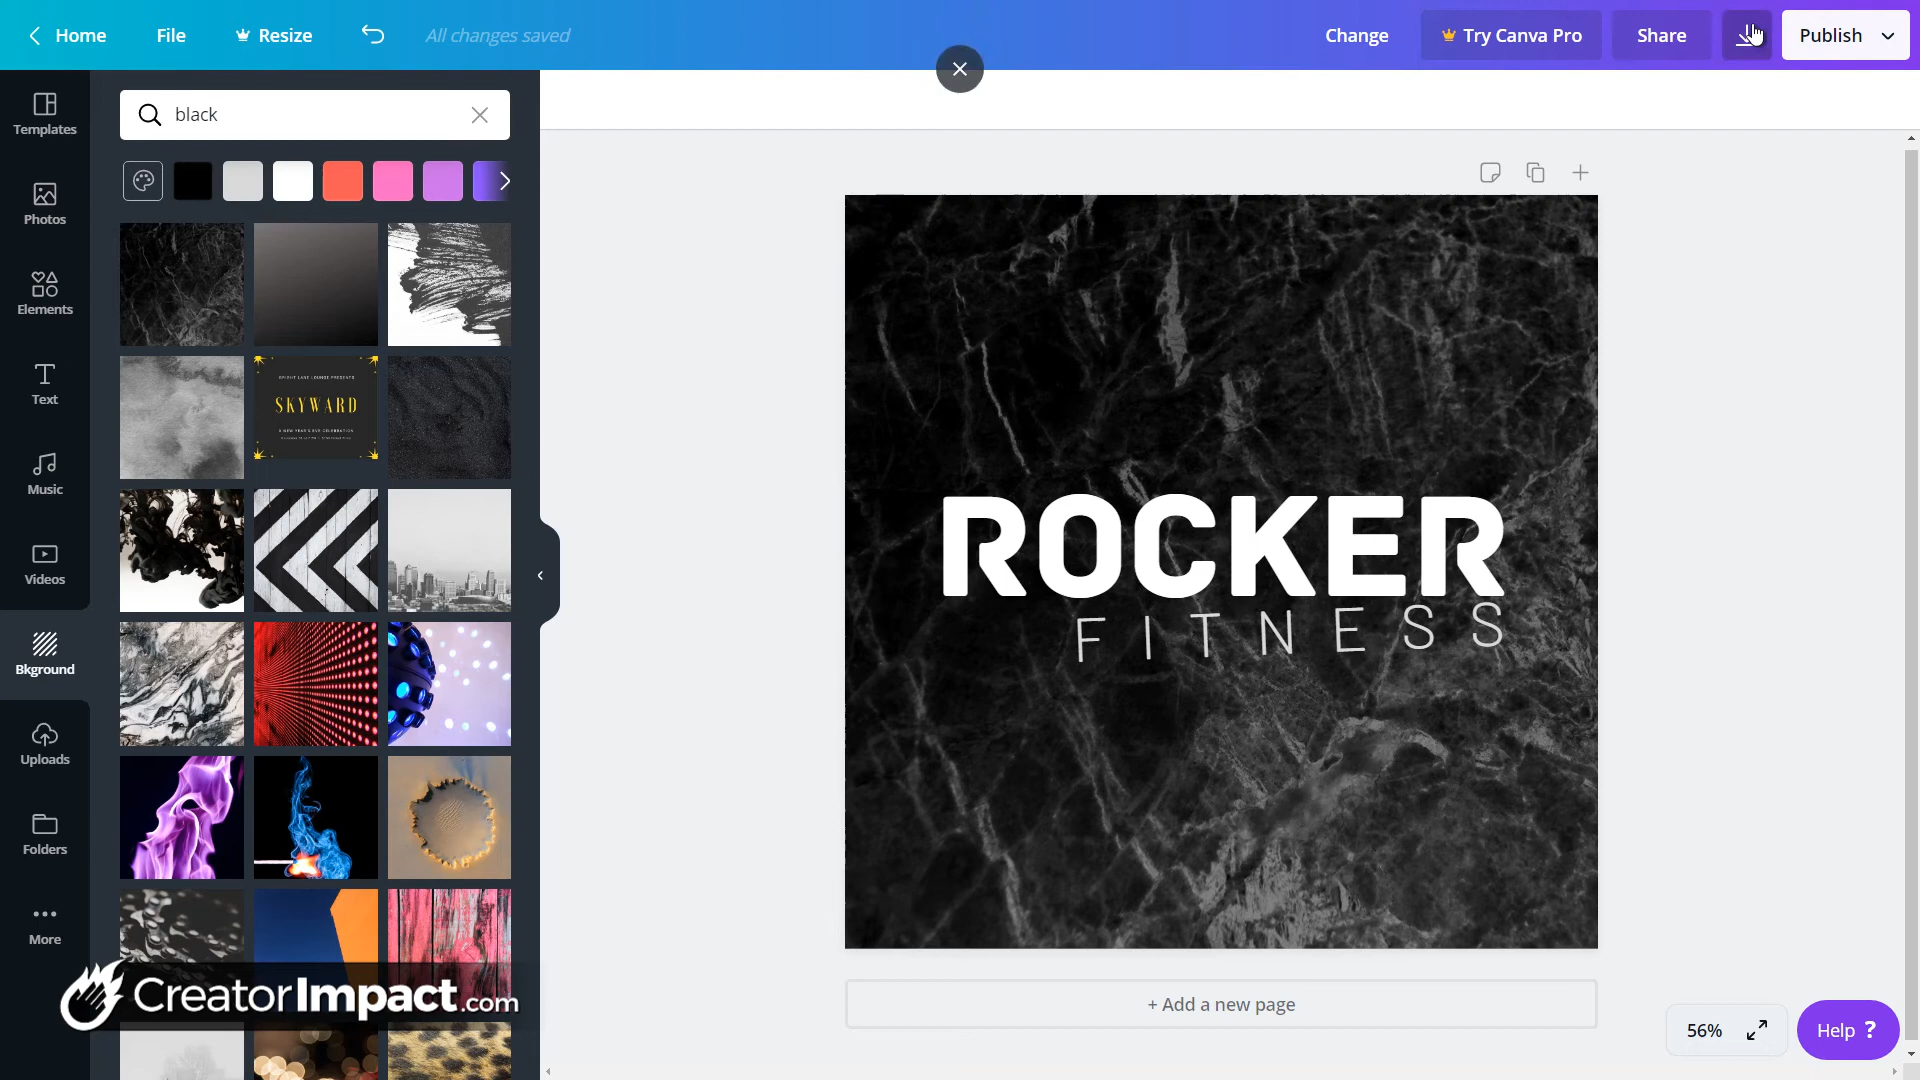 Home
File
Resize
All changes saved
Change
Try Canva Pro
Share
Publish
black
Templates
Photos
Elements
Text
Music
Videos
Bkground
Uploads
Folders
More
SKYWARD
ROCKER
FITNESS
+ Add a new page
56%
Help ?
CreatorImpact.com